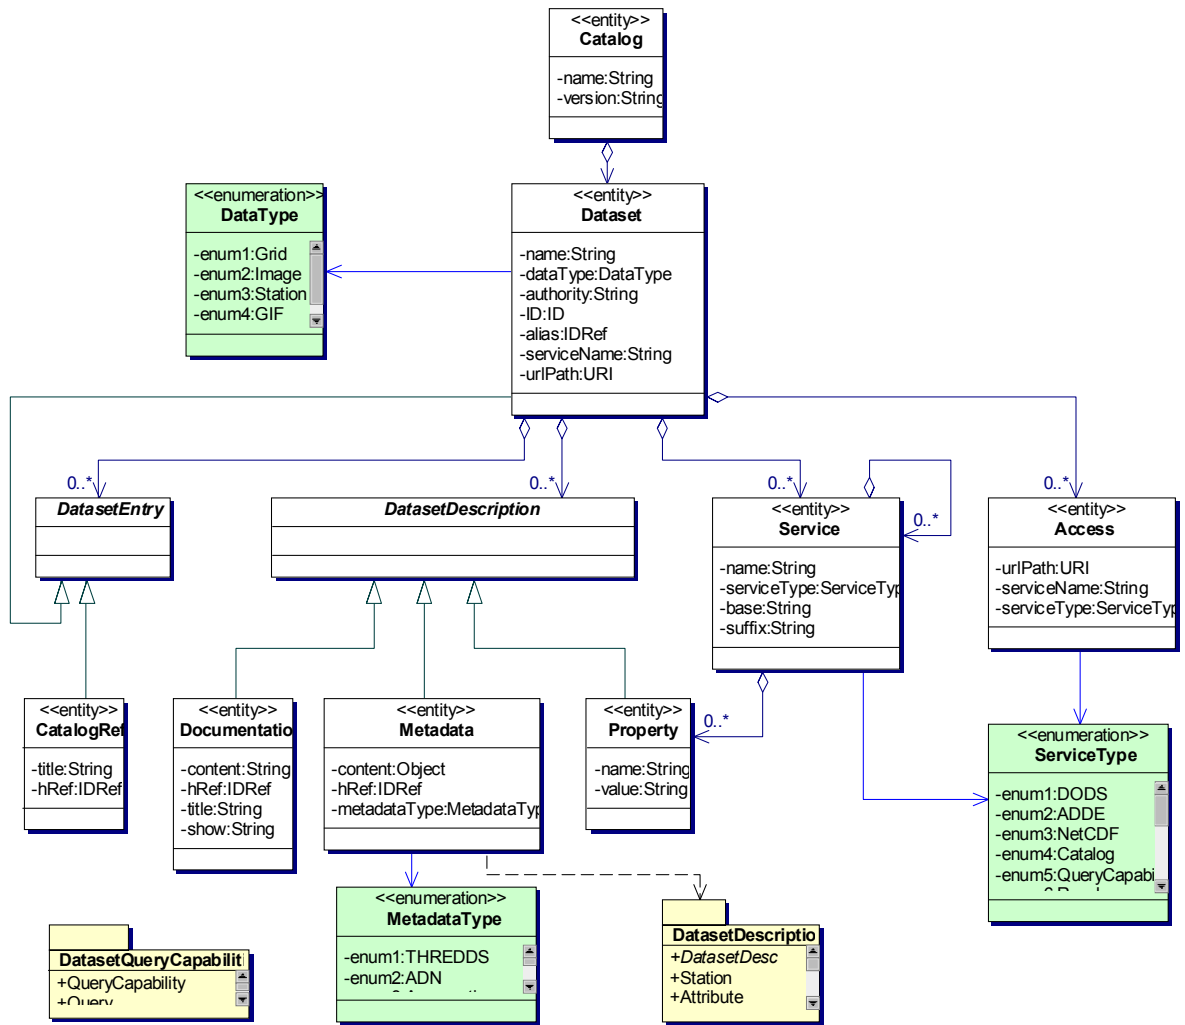 <<entity>>
Catalog
-name:String
-version:String
<<enumeration>>
DataType
-enum1:Grid
-enum2:Image
-enum3:Station
-enum4:GIF
<<entity>>
Dataset
-name:String
-dataType:DataType
-authority:String
-ID:ID
-alias:IDRef
-serviceName:String
-urlPath:URI
0..*
0..*
0..*
0..*
0..*
DatasetEntry
DatasetDescription
<<entity>>
Service
-name:String
-serviceType:ServiceTyp
-base:String
-suffix:String
<<entity>>
Access
-urlPath:URI
-serviceName:String
-serviceType:ServiceTyp
<<entity>>
CatalogRef
-title:String
-hRef:IDRef
<<entity>>
Documentatio
-content:String
-hRef:IDRef
-title:String
-show:String
<<entity>>
Metadata
-content:Object
-hRef:IDRef
-metadataType:MetadataTyp
<<entity>>
Property
-name:String
-value:String
0..*
<<enumeration>>
ServiceType
-enum1:DODS
-enum2:ADDE
-enum3:NetCDF
-enum4:Catalog
-enum5:QueryCapabi
<<enumeration>>
MetadataType
-enum1:THREDDS
-enum2:ADN
DatasetDescriptio
+DatasetDesc
+Station
+Attribute
DatasetQueryCapabilit
+QueryCapability
+Query